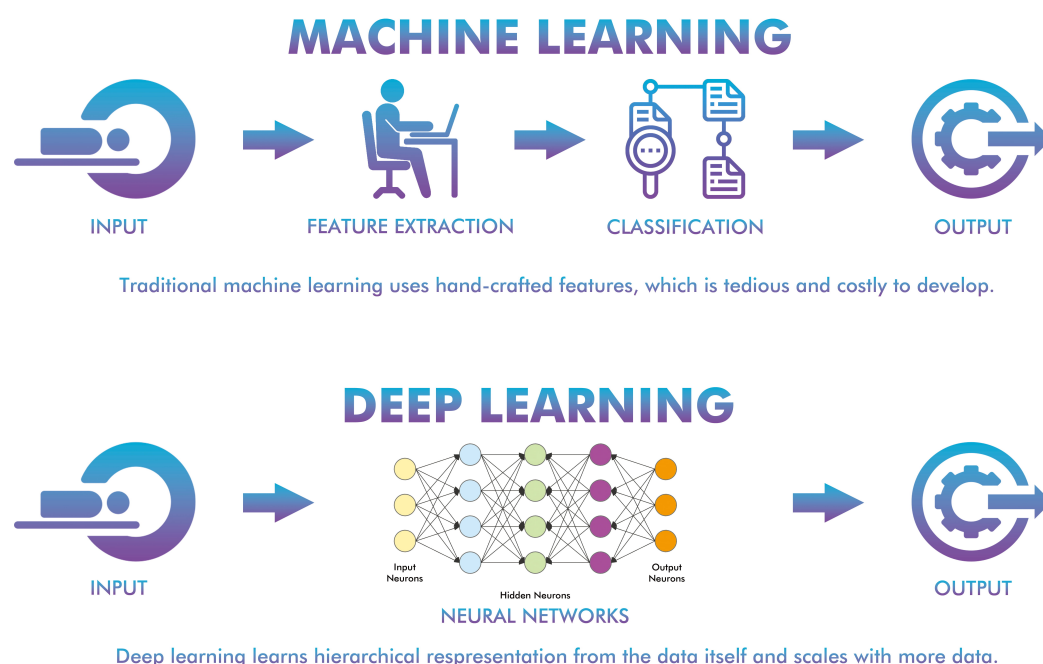 MACHINE LEARNING
INPUT
FEATURE EXTRACTION
CLASSIFICATION
OUTPUT
Traditional machine learning uses hand-crafted features, which is tedious and costly to develop.
DEEP LEARNING
Input
Neurons
Output
Neurons
Hidden Neurons
INPUT
NEURAL NETWORKS
OUTPUT
Deep learning learns hierarchical respresentation from the data itself and scales with more data.